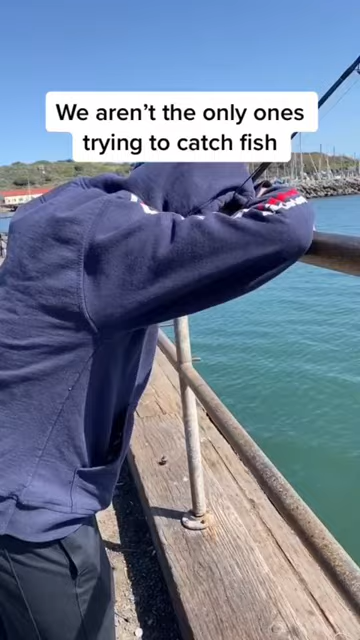 We aren’t the only ones
trying to catch fish